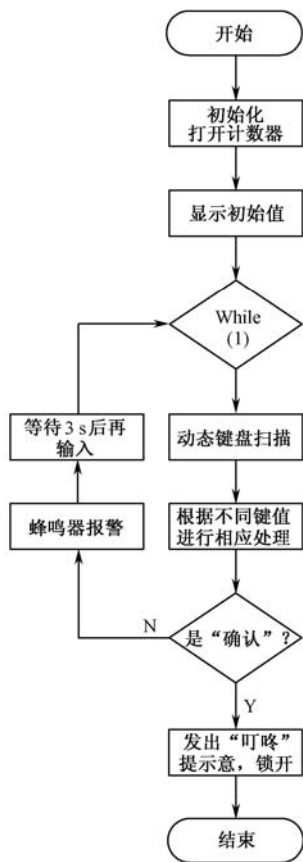 开始
初始化
打开计数器
显示初始值
While
(1)
等待3 s后再
输入
动态键盘扫描
蜂鸣器报警
根据不同键值
进行相应处理
N
是“确认”?
Y
发出“叮咚”
提示意,锁开
结束